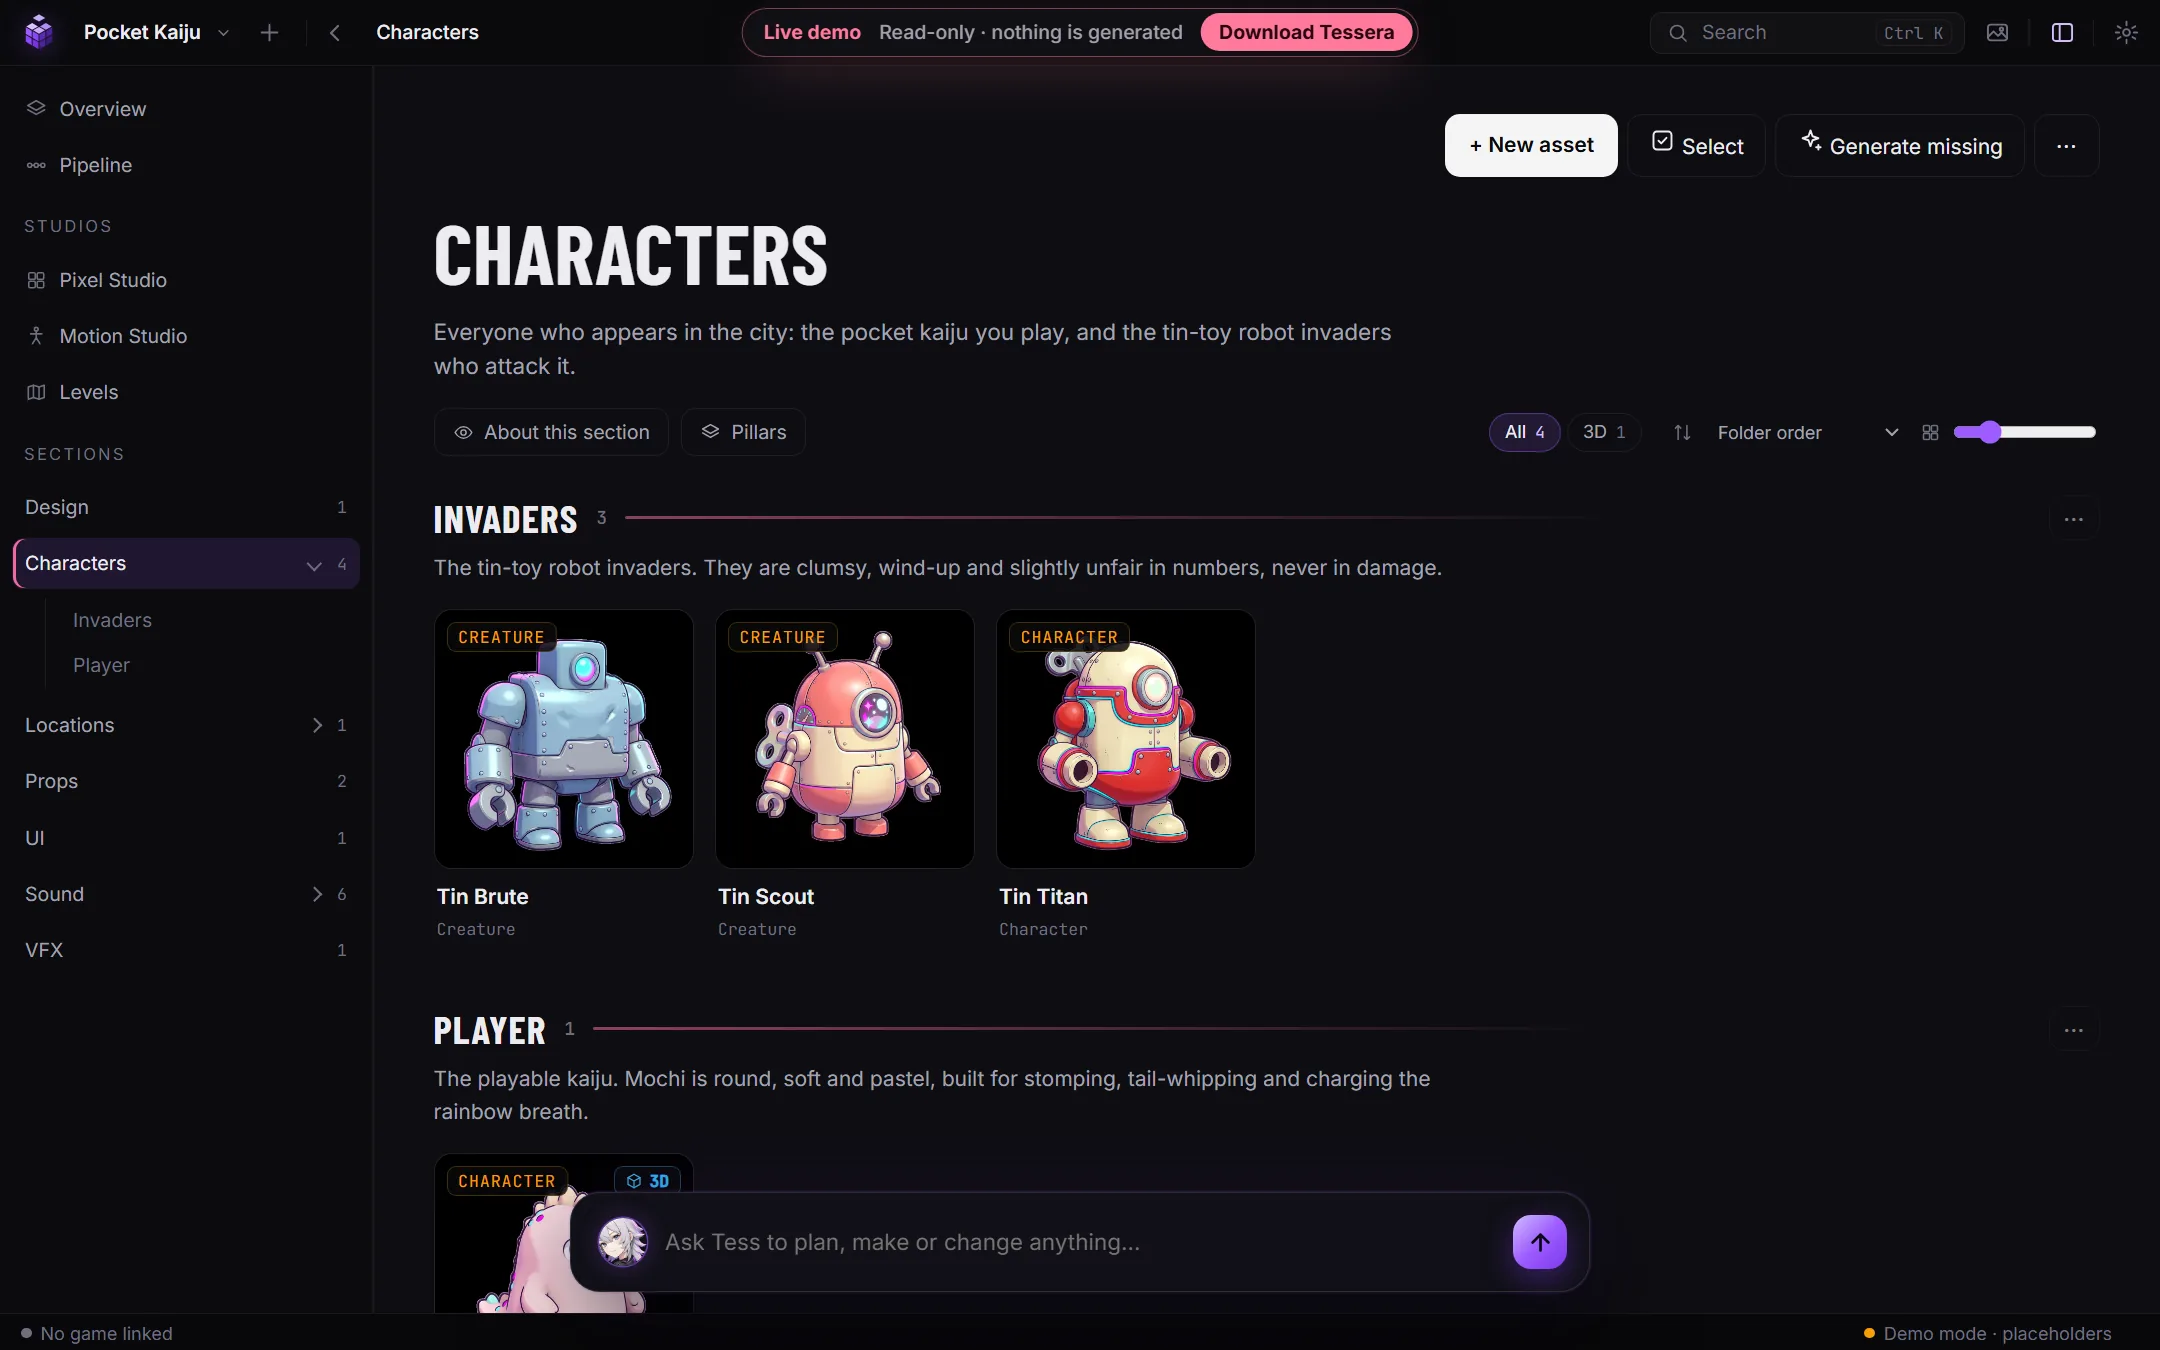 Pocket Kaiju
Characters
Live demo Read-only · nothing is generated Download Tessera
Search Ctrl K
Overview
Pipeline
STUDIOS
Pixel Studio
Motion Studio
Levels
SECTIONS
Design 1
Characters 4
Invaders
Player
Locations 1
Props 2
UI 1
Sound 6
VFX 1
+ New asset
Select
Generate missing
...
CHARACTERS
Everyone who appears in the city: the pocket kaiju you play, and the tin-toy robot invaders
who attack it.
About this section
Pillars
All 4
3D 1
Folder order
INVADERS 3
...
The tin-toy robot invaders. They are clumsy, wind-up and slightly unfair in numbers, never in damage.
CREATURE
CREATURE
CHARACTER
Tin Brute
Creature
Tin Scout
Creature
Tin Titan
Character
PLAYER 1
...
The playable kaiju. Mochi is round, soft and pastel, built for stomping, tail-whipping and charging the
rainbow breath.
CHARACTER
3D
Ask Tess to plan, make or change anything...
No game linked
Demo mode · placeholders